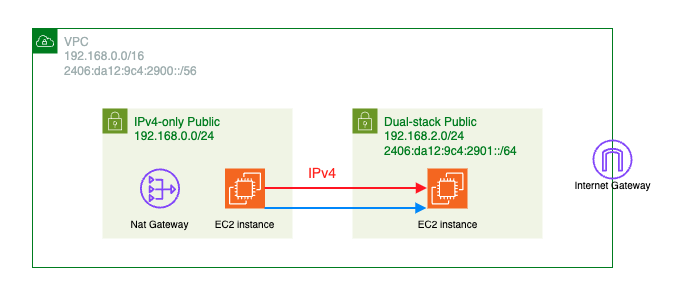 VPC
192.168.0.0/16
2406:da12:9c4:2900::/56
IPv4-only Public
192.168.0.0/24
Dual-stack Public
192.168.2.0/24
2406:da12:9c4:2901::/64
IPv4
Nat Gateway
EC2 instance
EC2 instance
Internet Gateway